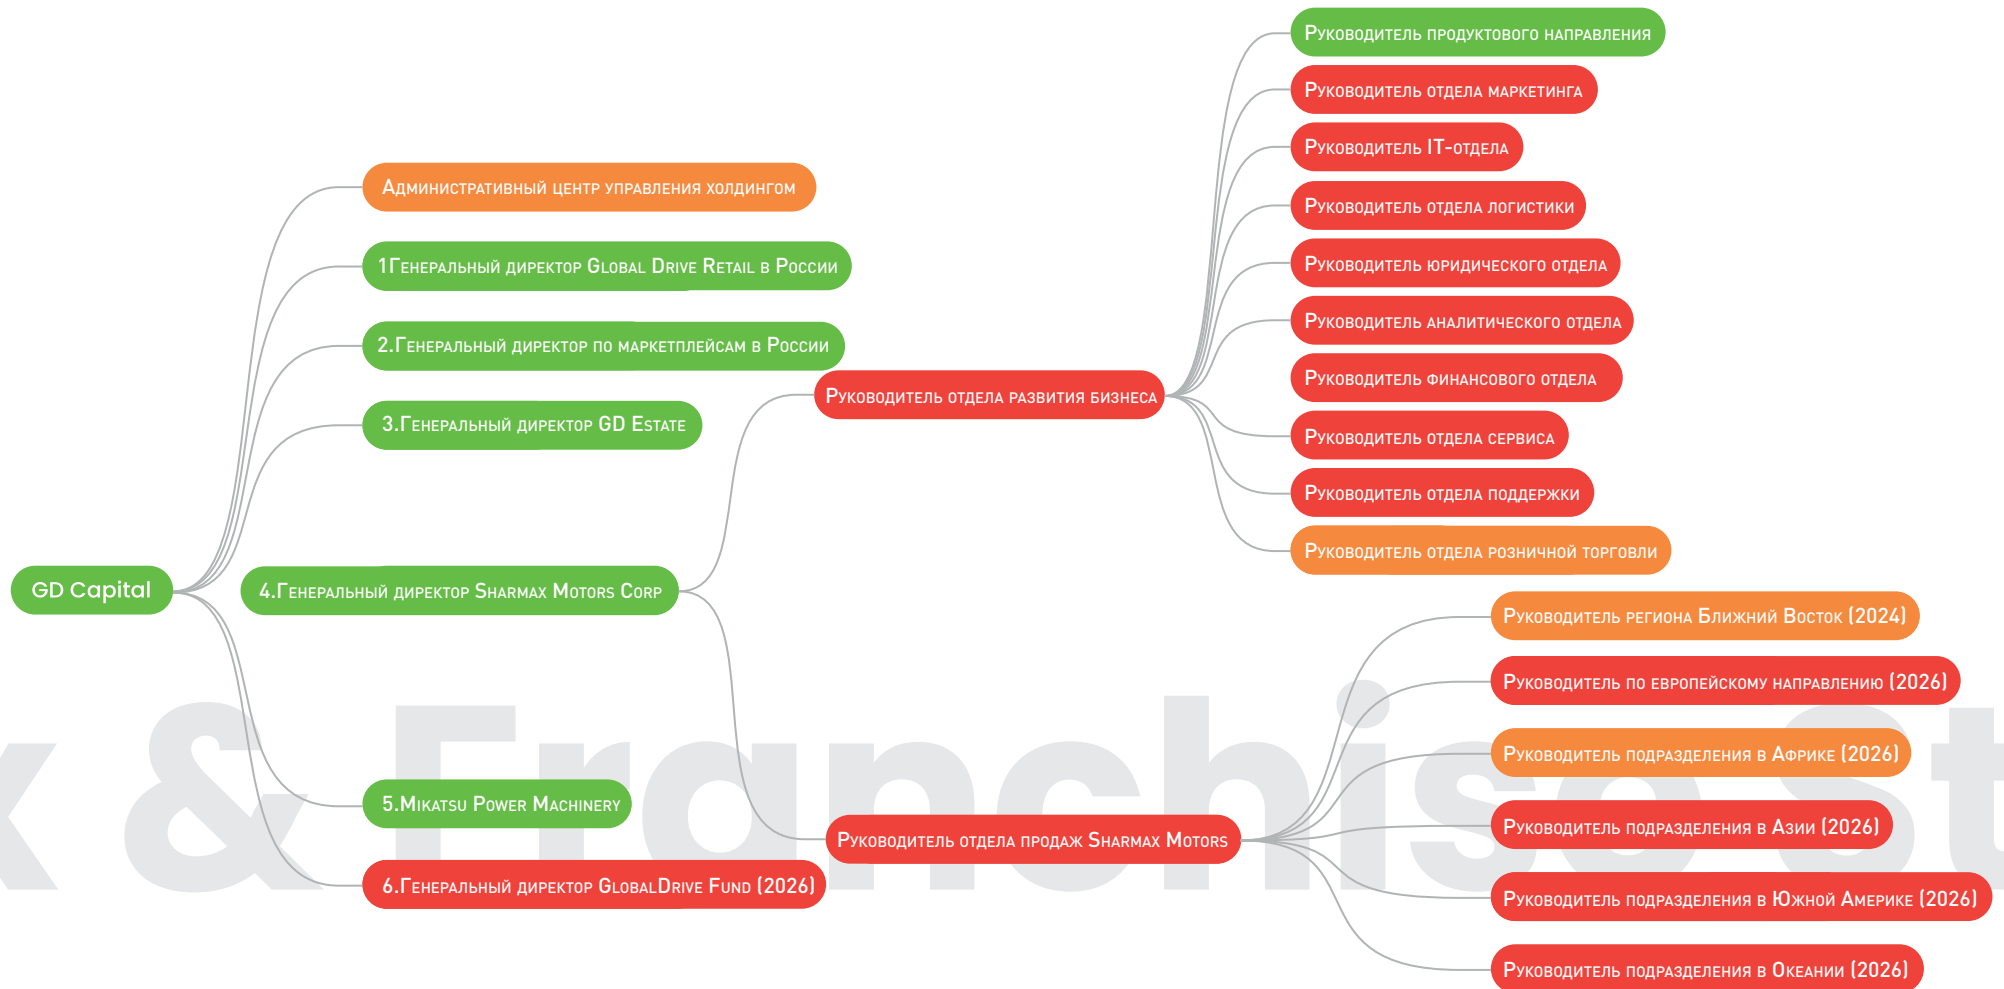 GD Capital
Административный центр управления холдингом
1Генеральный директор Global Drive Retail в России
2.Генеральный директор по маркетплейсам в России
3.Генеральный директор GD Estate
4.Генеральный директор Sharmax Motors Corp
5.Mikatsu Power Machinery
6.Генеральный директор GlobalDrive Fund (2026)
Руководитель отдела развития бизнеса
Руководитель продуктового направления
Руководитель отдела маркетинга
Руководитель IT-отдела
Руководитель отдела логистики
Руководитель юридического отдела
Руководитель аналитического отдела
Руководитель финансового отдела
Руководитель отдела сервиса
Руководитель отдела поддержки
Руководитель отдела розничной торговли
Руководитель отдела продаж Sharmax Motors
Руководитель региона Ближний Восток (2024)
Руководитель по европейскому направлению (2026)
Руководитель подразделения в Африке (2026)
Руководитель подразделения в Азии (2026)
Руководитель подразделения в Южной Америке (2026)
Руководитель подразделения в Океании (2026)